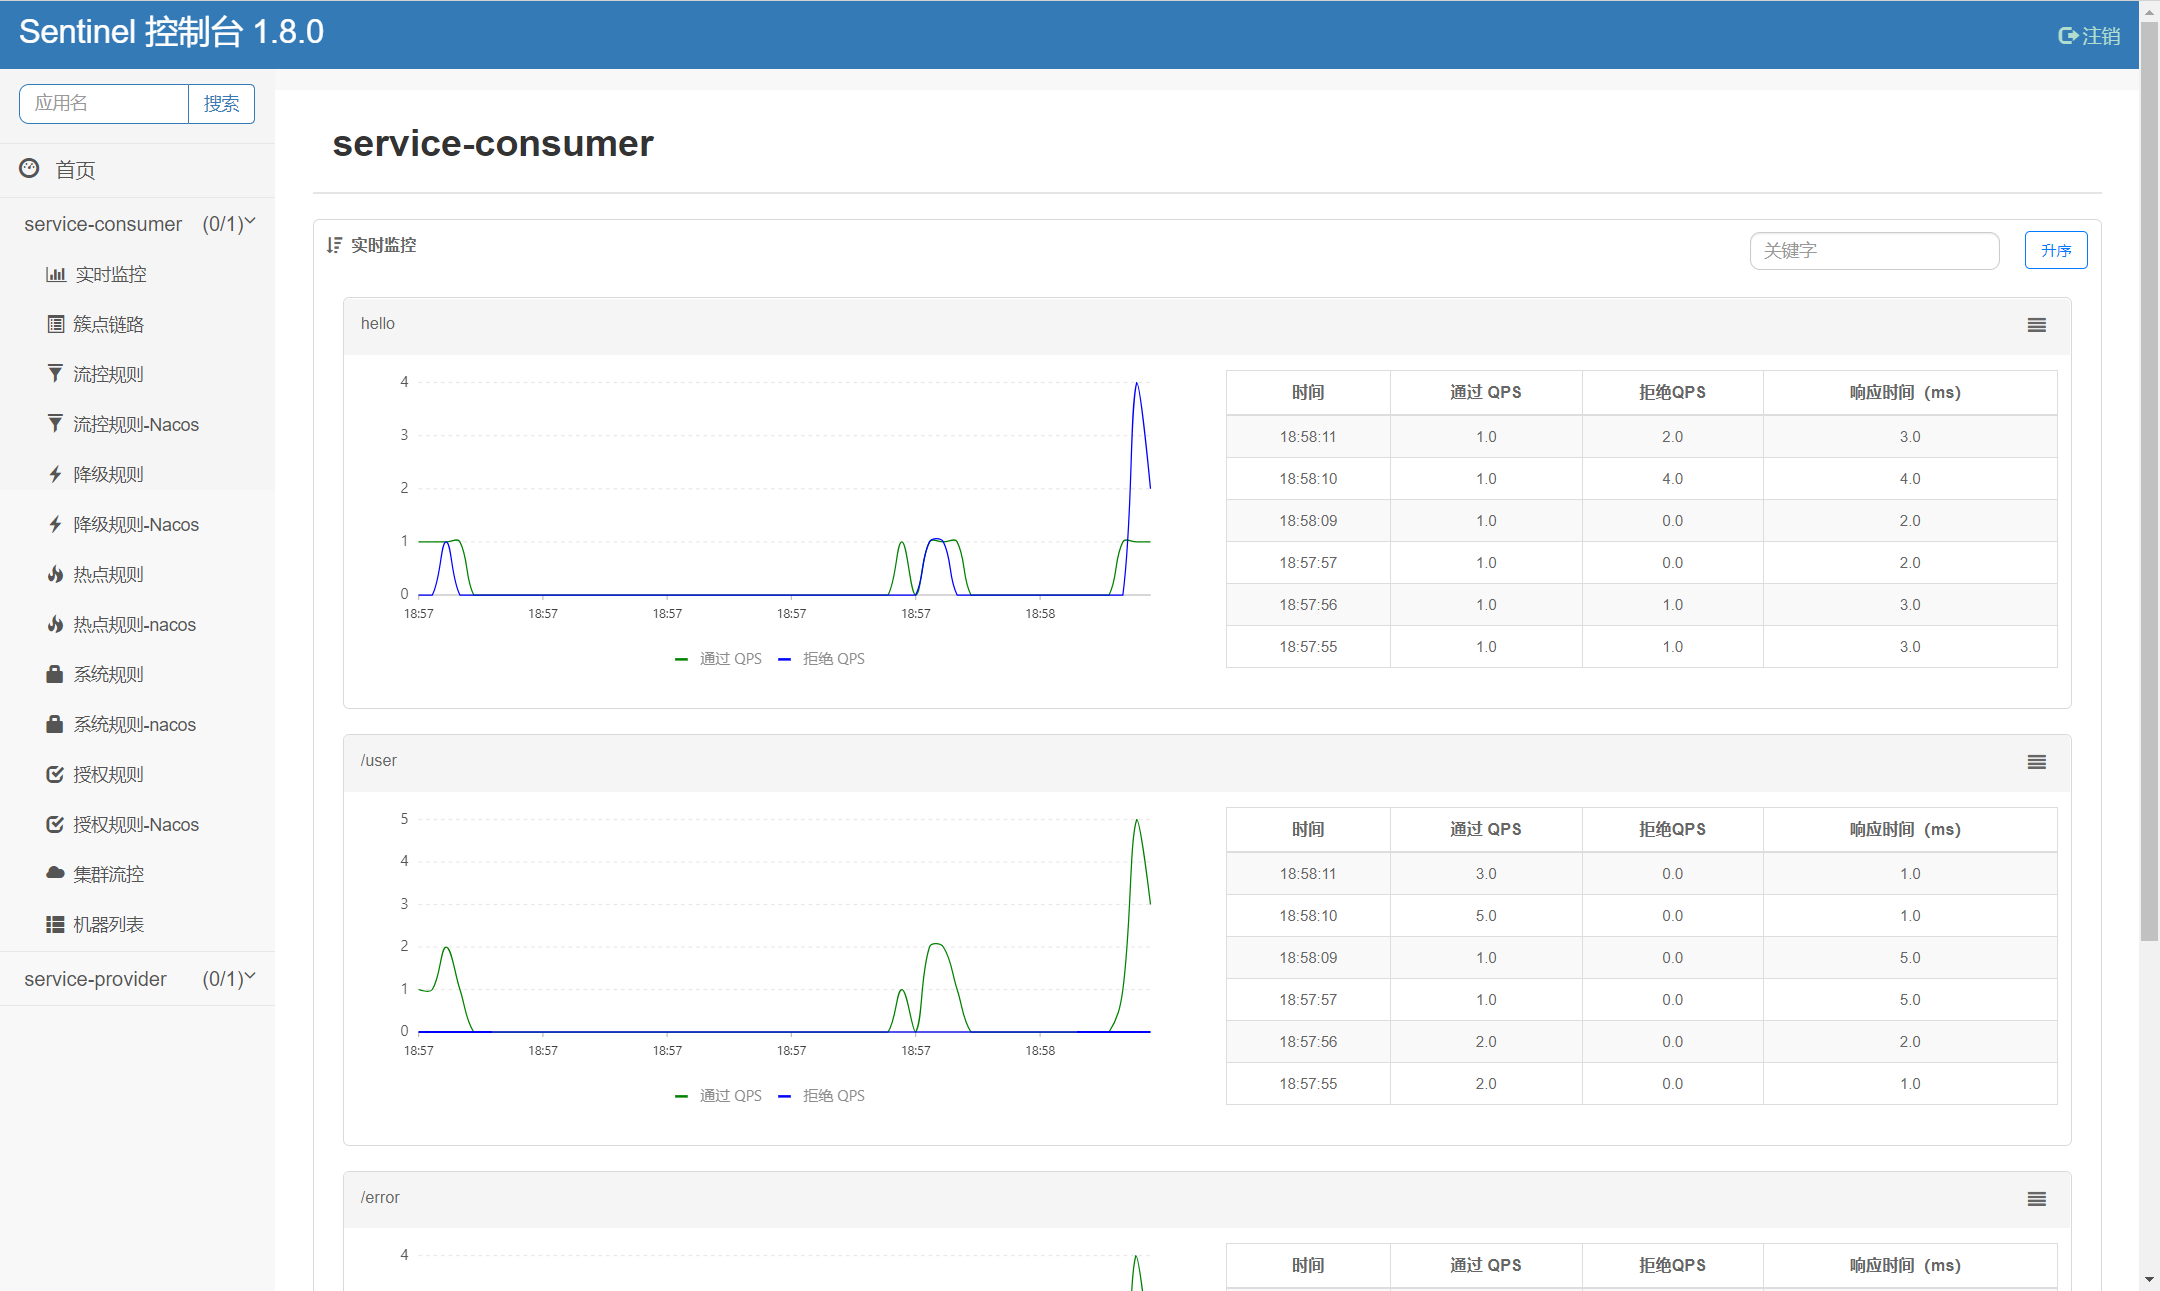 Sentinel 控制台 1.8.0
注销
应用名 搜索
首页
service-consumer (0/1)
实时监控
簇点链路
流控规则
流控规则-Nacos
降级规则
降级规则-Nacos
热点规则
热点规则-nacos
系统规则
系统规则-nacos
授权规则
授权规则-Nacos
集群流控
机器列表
service-provider (0/1)
service-consumer
实时监控 关键字 升序
hello
4
3
2
1
0
18:57 18:57 18:57 18:57 18:57 18:58
通过 QPS 拒绝 QPS
时间 通过 QPS 拒绝QPS 响应时间（ms）
18:58:11 1.0 2.0 3.0
18:58:10 1.0 4.0 4.0
18:58:09 1.0 0.0 2.0
18:57:57 1.0 0.0 2.0
18:57:56 1.0 1.0 3.0
18:57:55 1.0 1.0 3.0
/user
5
4
3
2
1
0
18:57 18:57 18:57 18:57 18:57 18:58
通过 QPS 拒绝 QPS
时间 通过 QPS 拒绝QPS 响应时间（ms）
18:58:11 3.0 0.0 1.0
18:58:10 5.0 0.0 1.0
18:58:09 1.0 0.0 5.0
18:57:57 1.0 0.0 5.0
18:57:56 2.0 0.0 2.0
18:57:55 2.0 0.0 1.0
/error
4
时间 通过 QPS 拒绝QPS 响应时间（ms）